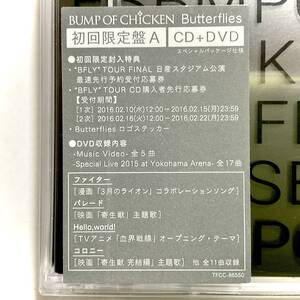 BUMP OF CHICKEN Butterflies
初回限定盤A CD+DVD
スペシャルパッケージ仕様
●初回限定封入特典
・"BFLY" TOUR FINAL 日産スタジアム公演
最速先行予約受付応募券
・"BFLY" TOUR CD購入者先行応募券
【受付期間】
[1次] 2016.02.10(水)12:00〜2016.02.15(月)23:59
[2次] 2016.02.16(火)12:00〜2016.02.22(月)23:59
・Butterflies ロゴステッカー
●DVD収録内容
-Music Video- 全5曲
-Special Live 2015 at Yokohama Arena- 全17曲
ファイター
[漫画「3月のライオン」コラボレーションソング]
パレード
[映画「寄生獣」主題歌]
Hello,world!
[TVアニメ「血界戦線」オープニング・テーマ]
コロニー
[映画「寄生獣 完結編」主題歌] 他 全11曲収録
TFCC-86550